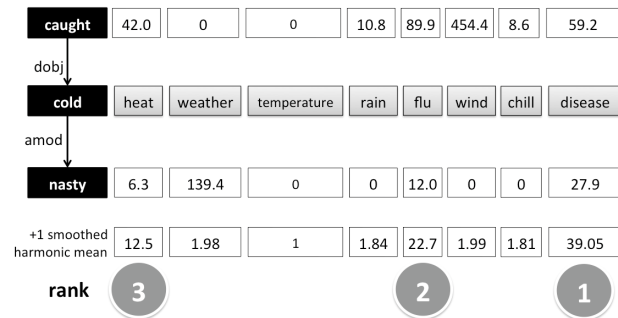 caught 42.0 0 0 10.8 89.9 454.4 8.6 59.2
dobj
cold heat weather temperature rain flu wind chill disease
amod
nasty 6.3 139.4 0 0 12.0 0 0 27.9
+1 smoothed
harmonic mean 12.5 1.98 1 1.84 22.7 1.99 1.81 39.05
rank 3 2 1